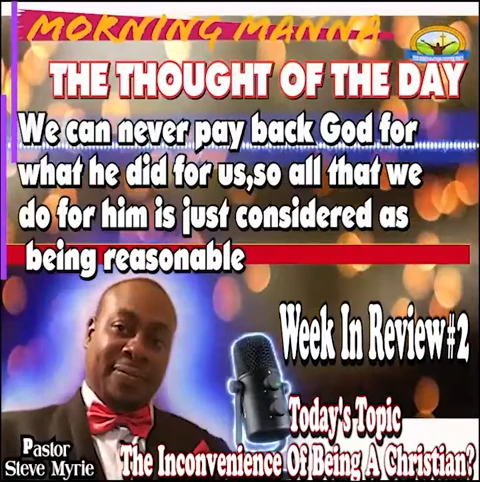 MORNING MANNA
THE THOUGHT OF THE DAY
We can never pay back God for
what he did for us,so all that we
do for him is just considered as
being reasonable
Week In Review#2
Today's Topic
The Inconvenience Of Being A Christian?
Pastor
Steve Myrie